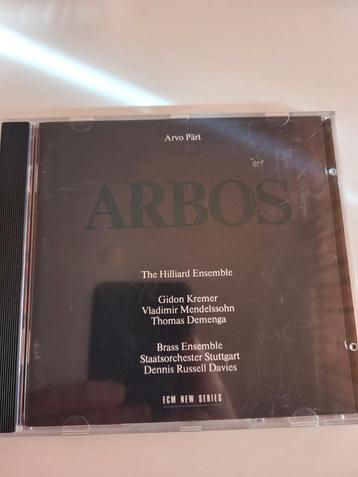 Arvo Pärt
ARBOS
The Hilliard Ensemble
Gidon Kremer
Vladimir Mendelssohn
Thomas Demenga
Brass Ensemble
Staatsorchester Stuttgart
Dennis Russell Davies
ECM NEW SERIES